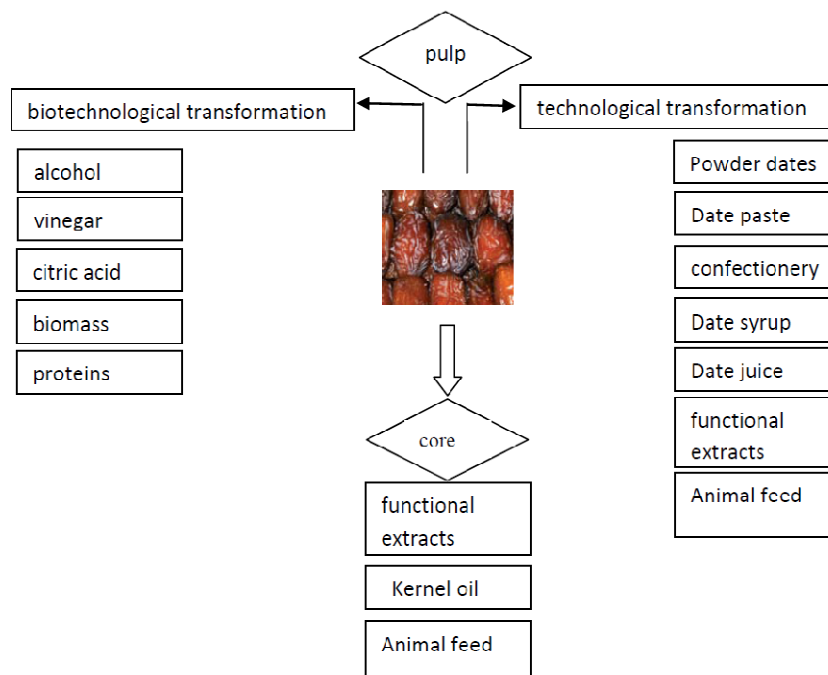 pulp
biotechnological transformation
technological transformation
alcohol
vinegar
citric acid
biomass
proteins
Powder dates
Date paste
confectionery
Date syrup
Date juice
functional
extracts
Animal feed
core
functional
extracts
Kernel oil
Animal feed